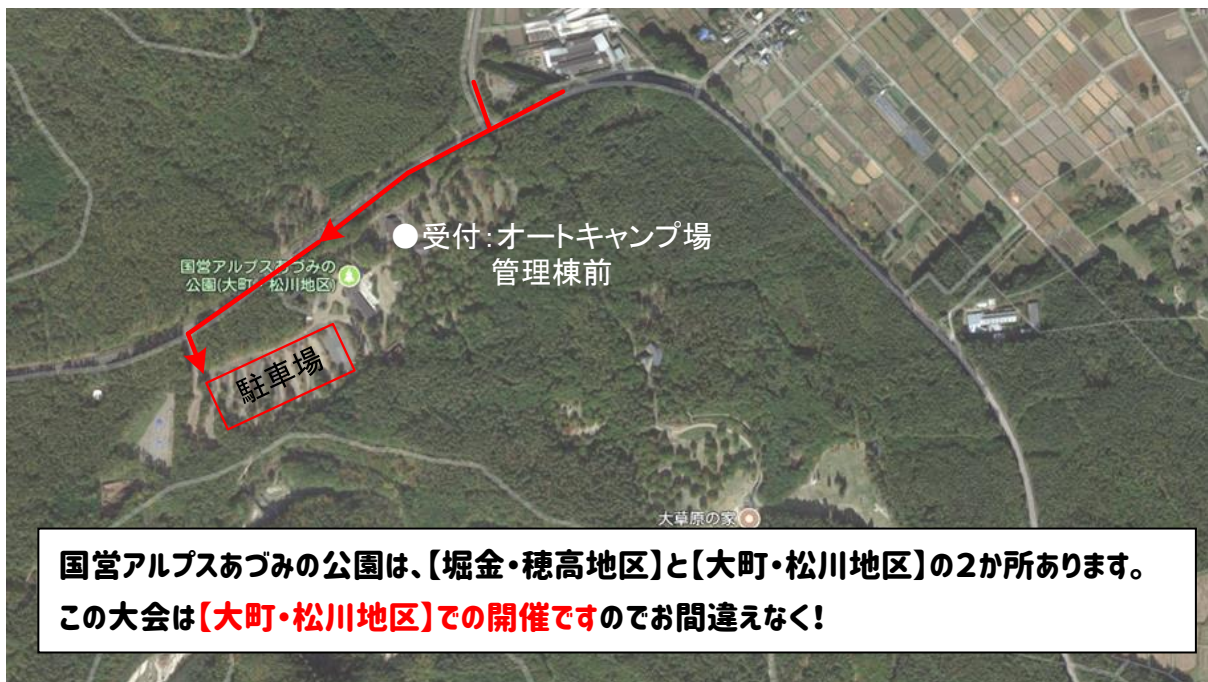 ●受付：オートキャンプ場
管理棟前
国営アルプスあづみの
公園(大町・松川地区)
駐車場
大草原の家
国営アルプスあづみの公園は、【堀金・穂高地区】と【大町・松川地区】の2か所あります。
この大会は【大町・松川地区】での開催ですのでお間違えなく！